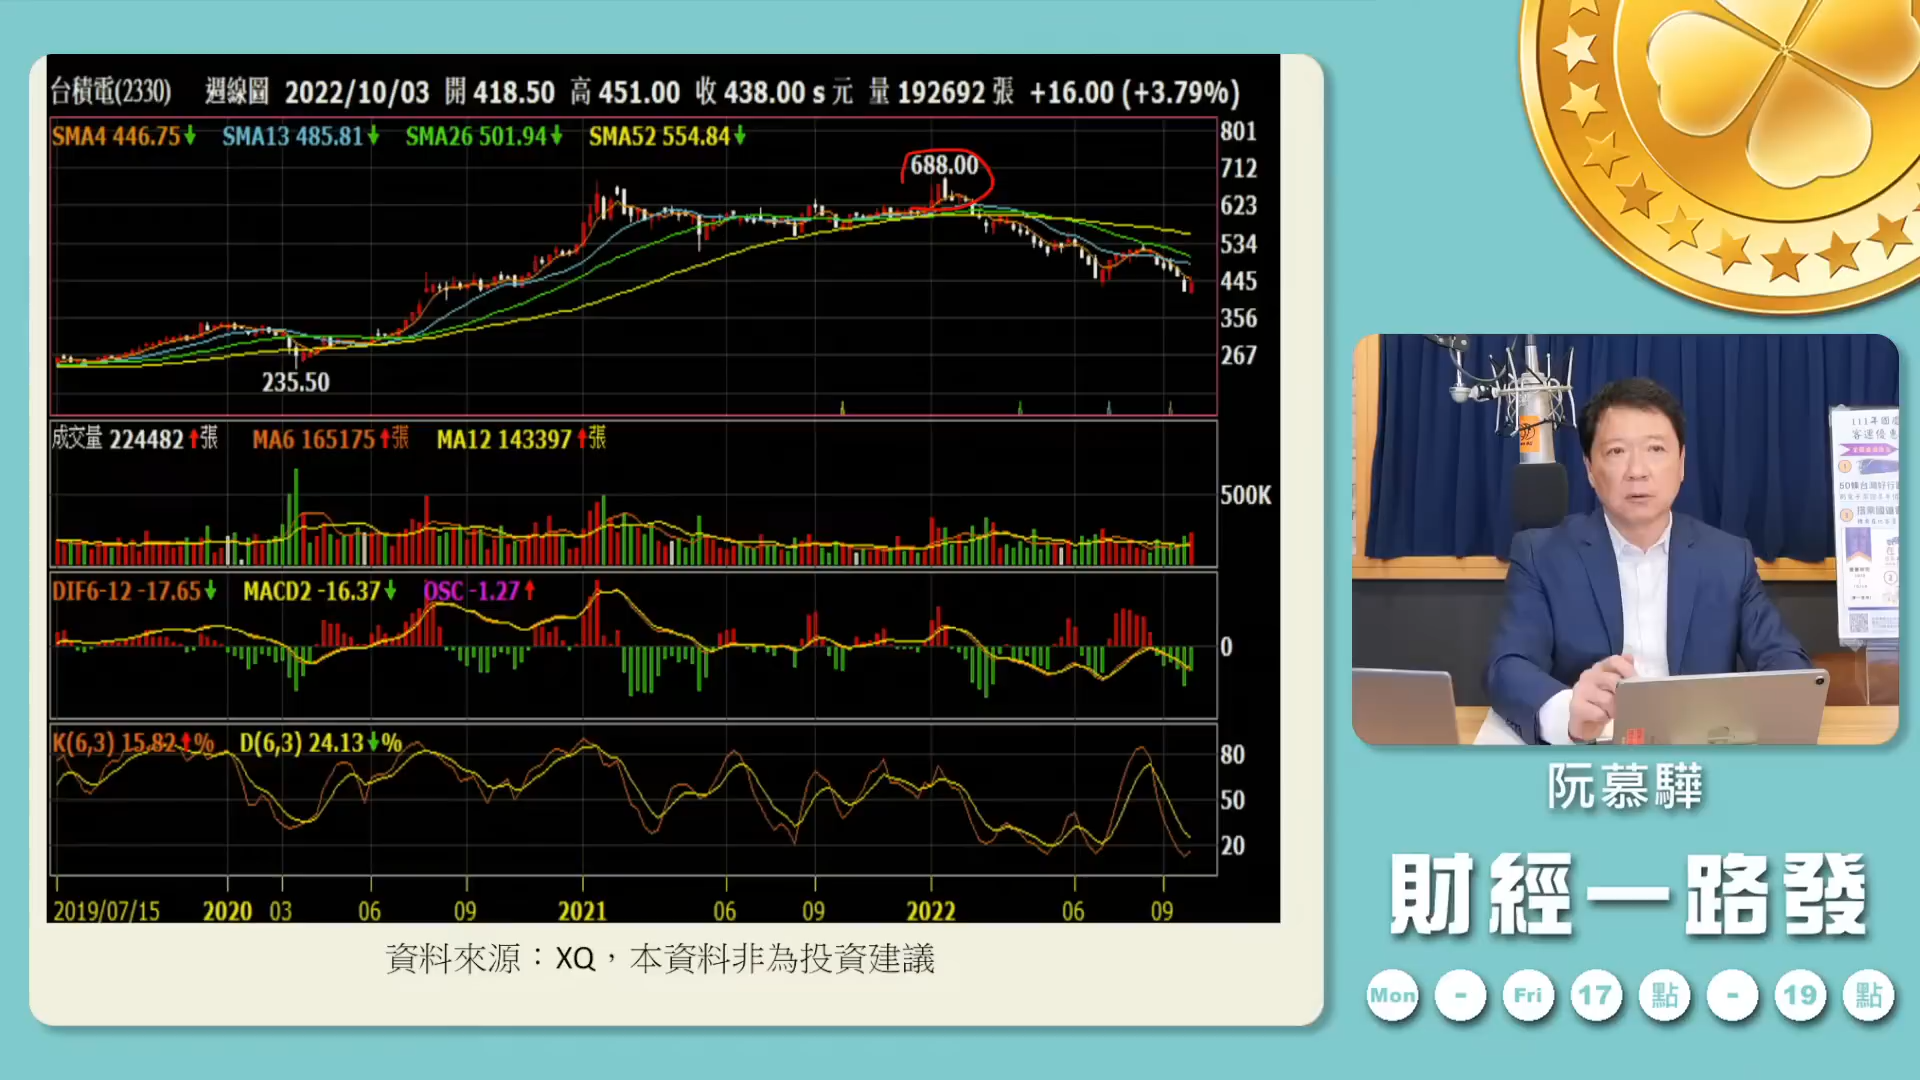 台積電(2330) 週線圖 2022/10/03 開 418.50 高 451.00 收 438.00 s 元 量 192692 張 +16.00 (+3.79%)
SMA4 446.75↓ SMA13 485.81↓ SMA26 501.94↓ SMA52 554.84↓
801
712
688.00
623
534
445
356
267
235.50
成交量 224482↑張 MA6 165175↑張 MA12 143397↑張
500K
DIF6-12 -17.65↓ MACD2 -16.37↓ OSC -1.27↑
0
K(6,3) 15.82↑% D(6,3) 24.13↓%
80
50
20
2019/07/15 2020 03 06 09 2021 06 09 2022 06 09
資料來源：XQ，本資料非為投資建議
阮慕驊
財經一路發
Mon - Fri 17 點 - 19 點